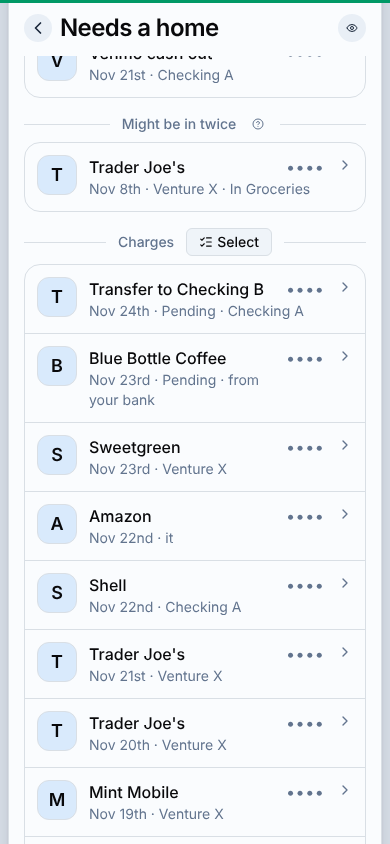 Needs a home
V
Venmo cash out
Nov 21st · Checking A
Might be in twice
T
Trader Joe's
••••
Nov 8th · Venture X · In Groceries
Charges
Select
T
Transfer to Checking B
••••
Nov 24th · Pending · Checking A
B
Blue Bottle Coffee
••••
Nov 23rd · Pending · from
your bank
S
Sweetgreen
••••
Nov 23rd · Venture X
A
Amazon
••••
Nov 22nd · it
S
Shell
••••
Nov 22nd · Checking A
T
Trader Joe's
••••
Nov 21st · Venture X
T
Trader Joe's
••••
Nov 20th · Venture X
M
Mint Mobile
••••
Nov 19th · Venture X